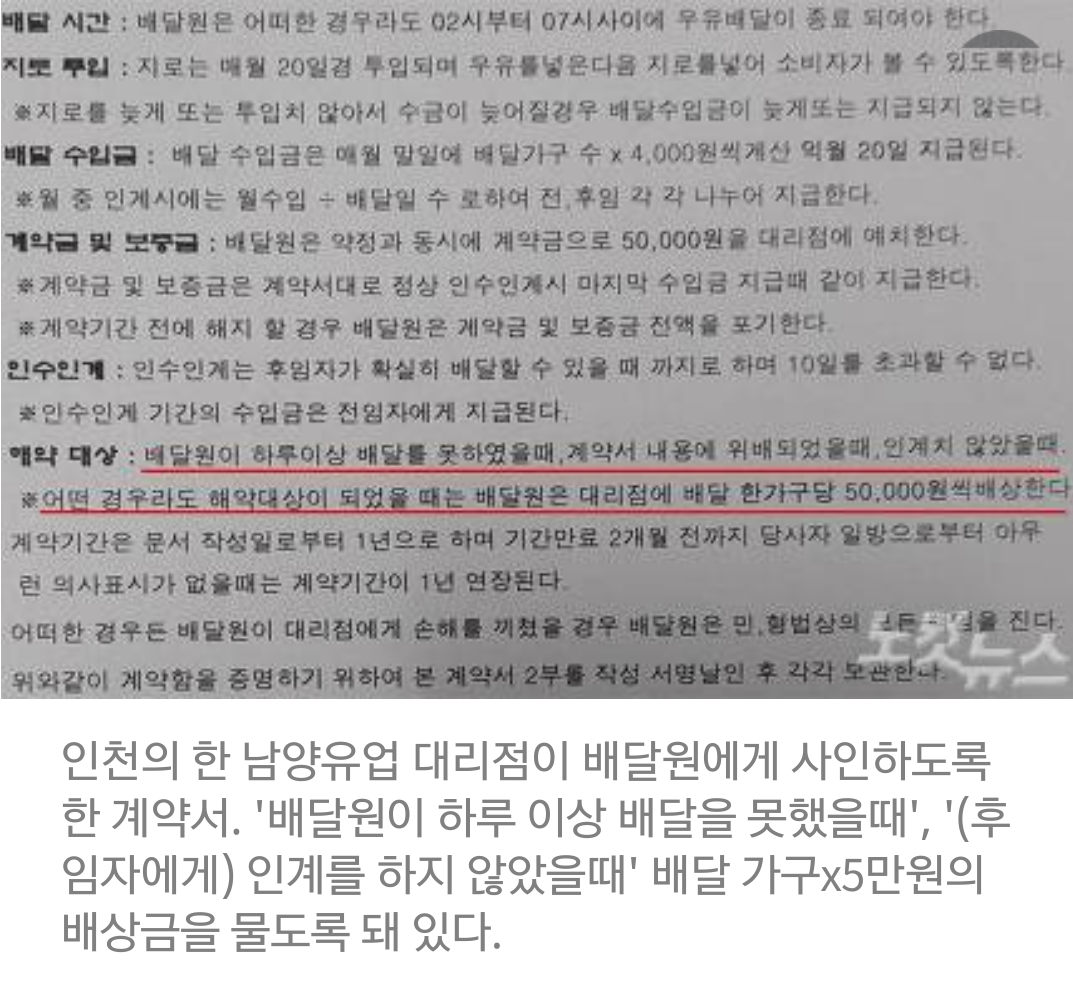 배달 시간 : 배달원은 어떠한 경우라도 02시부터 07시사이에 우유배달이 종료 되여야 한다.
지로 투입 : 지로는 매월 20일경 투입되며 우유를넣은다음 지로를넣어 소비자가 볼 수 있도록한다.
※지로를 늦게 또는 투입치 않아서 수금이 늦어질경우 배달수입금이 늦게또는 지급되지 않는다.
배달 수입금 : 배달 수입금은 매월 말일에 배달가구 수 x 4,000원씩계산 익월 20일 지급된다.
※월 중 인계시에는 월수입 ÷ 배달일 수 로하여 전,후임 각 각 나누어 지급한다.
계약금 및 보증금 : 배달원은 약정과 동시에 계약금으로 50,000원을 대리점에 예치한다.
※계약금 및 보증금은 계약서대로 정상 인수인계시 마지막 수입금 지급때 같이 지급한다.
※계약기간 전에 해지 할 경우 배달원은 계약금 및 보증금 전액을 포기한다.
인수인계 : 인수인계는 후임자가 확실히 배달할 수 있을 때 까지로 하며 10일를 초과할 수 없다.
※인수인계 기간의 수입금은 전임자에게 지급된다.
해약 대상 : 배달원이 하루이상 배달를 못하였을때,계약서 내용에 위배되었을때,인계치 않았을때.
※어떤 경우라도 해약대상이 되었을 때는 배달원은 대리점에 배달 한가구당 50,000원씩배상한다
계약기간은 문서 작성일로부터 1년으로 하며 기간만료 2개월 전까지 당사자 일방으로부터 아무
런 의사표시가 없을때는 계약기간이 1년 연장된다.
어떠한 경우든 배달원이 대리점에게 손해를 끼쳤을 경우 배달원은 민,형법상의 모든 책임을 진다.
위와같이 계약함을 증명하기 위하여 본 계약서 2부를 작성 서명날인 후 각각 보관한다.
노컷뉴스
인천의 한 남양유업 대리점이 배달원에게 사인하도록
한 계약서. '배달원이 하루 이상 배달을 못했을때', '(후
임자에게) 인계를 하지 않았을때' 배달 가구x5만원의
배상금을 물도록 돼 있다.